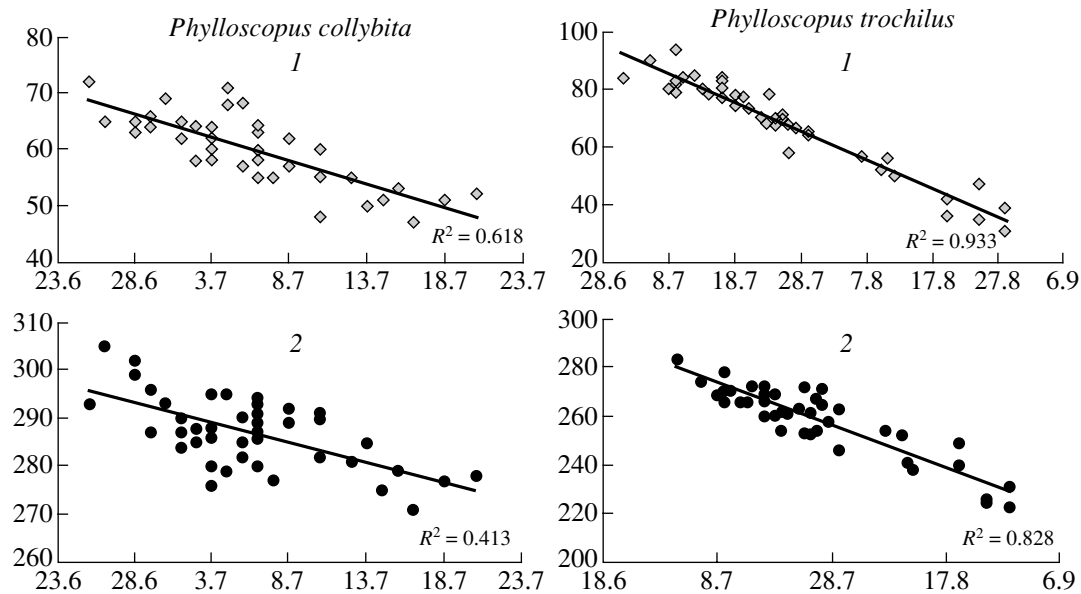 Phylloscopus collybita
1
80
70
60
50
40
R² = 0.618
23.6 28.6 3.7 8.7 13.7 18.7 23.7
Phylloscopus trochilus
1
100
80
60
40
20
R² = 0.933
28.6 8.7 18.7 28.7 7.8 17.8 27.8 6.9
2
310
300
290
280
270
260
R² = 0.413
23.6 28.6 3.7 8.7 13.7 18.7 23.7
2
300
280
260
240
220
200
R² = 0.828
18.6 8.7 28.7 17.8 6.9